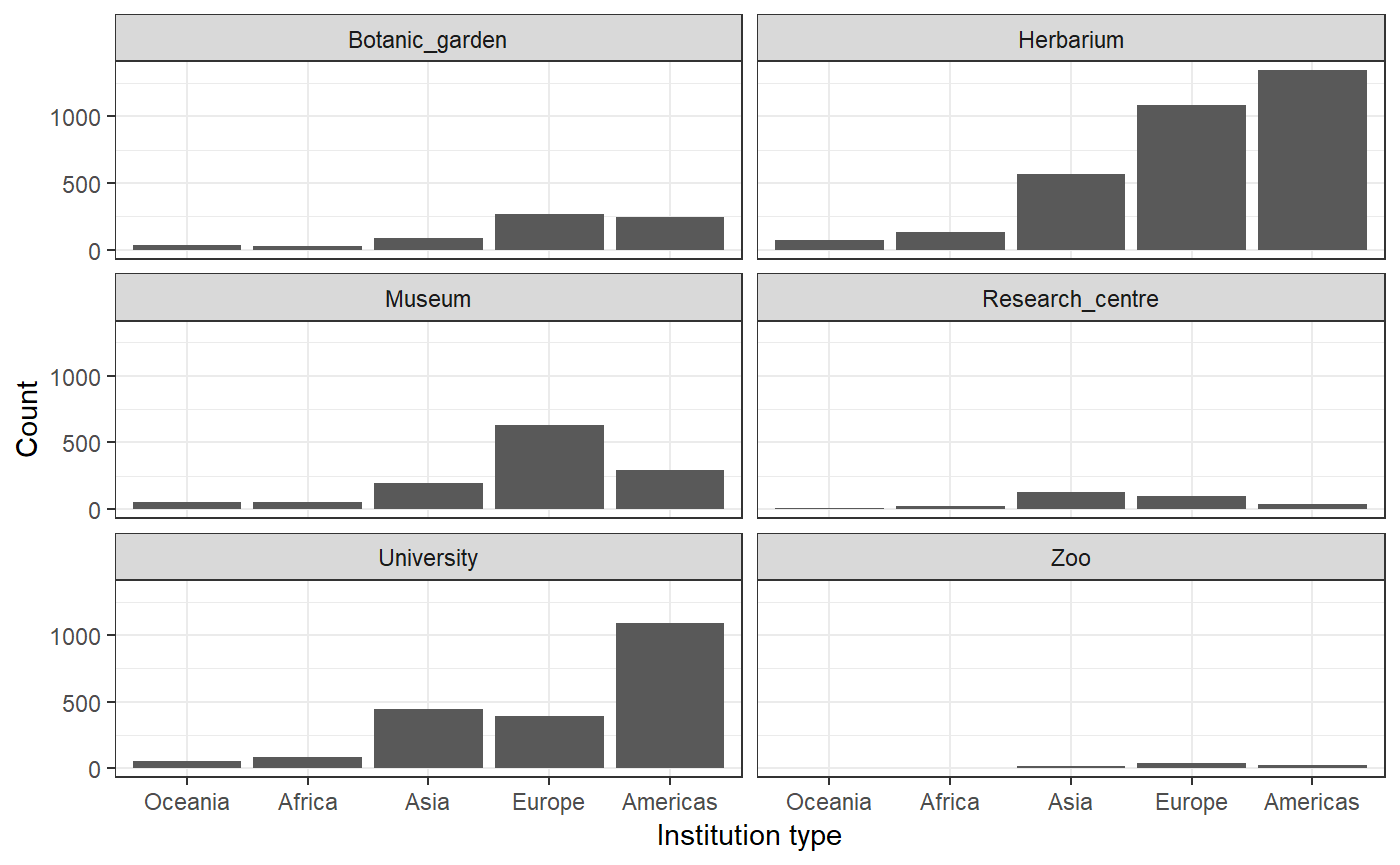 Botanic_garden
Herbarium
1000
500
0
Museum
Research_centre
1000
500
0
Count
University
Zoo
1000
500
0
Oceania Africa Asia Europe Americas
Oceania Africa Asia Europe Americas
Institution type